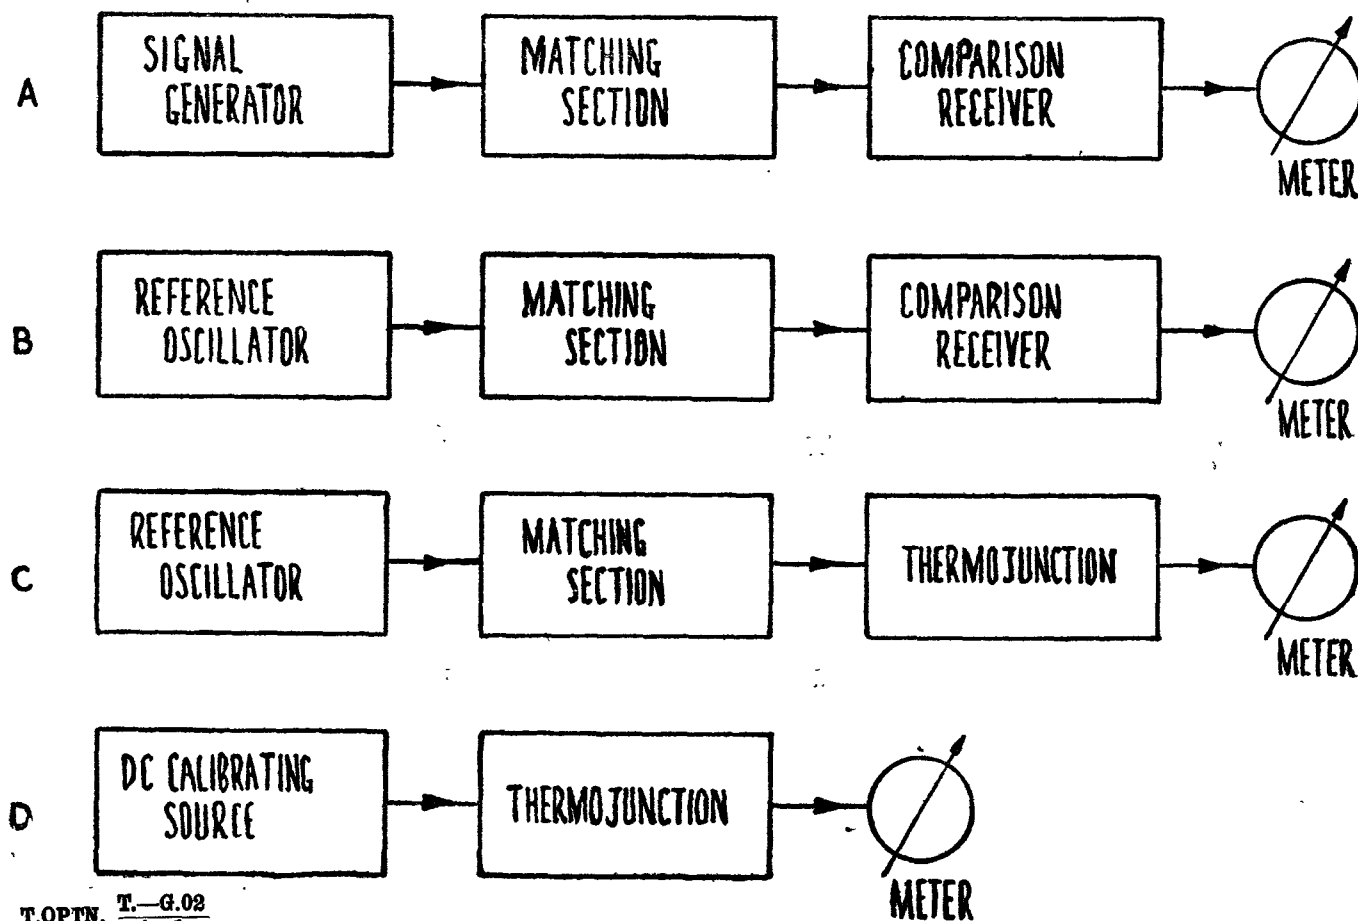 A
SIGNAL
GENERATOR
MATCHING
SECTION
COMPARISON
RECEIVER
METER
B
REFERENCE
OSCILLATOR
MATCHING
SECTION
COMPARISON
RECEIVER
METER
C
REFERENCE
OSCILLATOR
MATCHING
SECTION
THERMOJUNCTION
METER
D
DC CALIBRATING
SOURCE
THERMOJUNCTION
METER
T.OPTN. T.—G.02